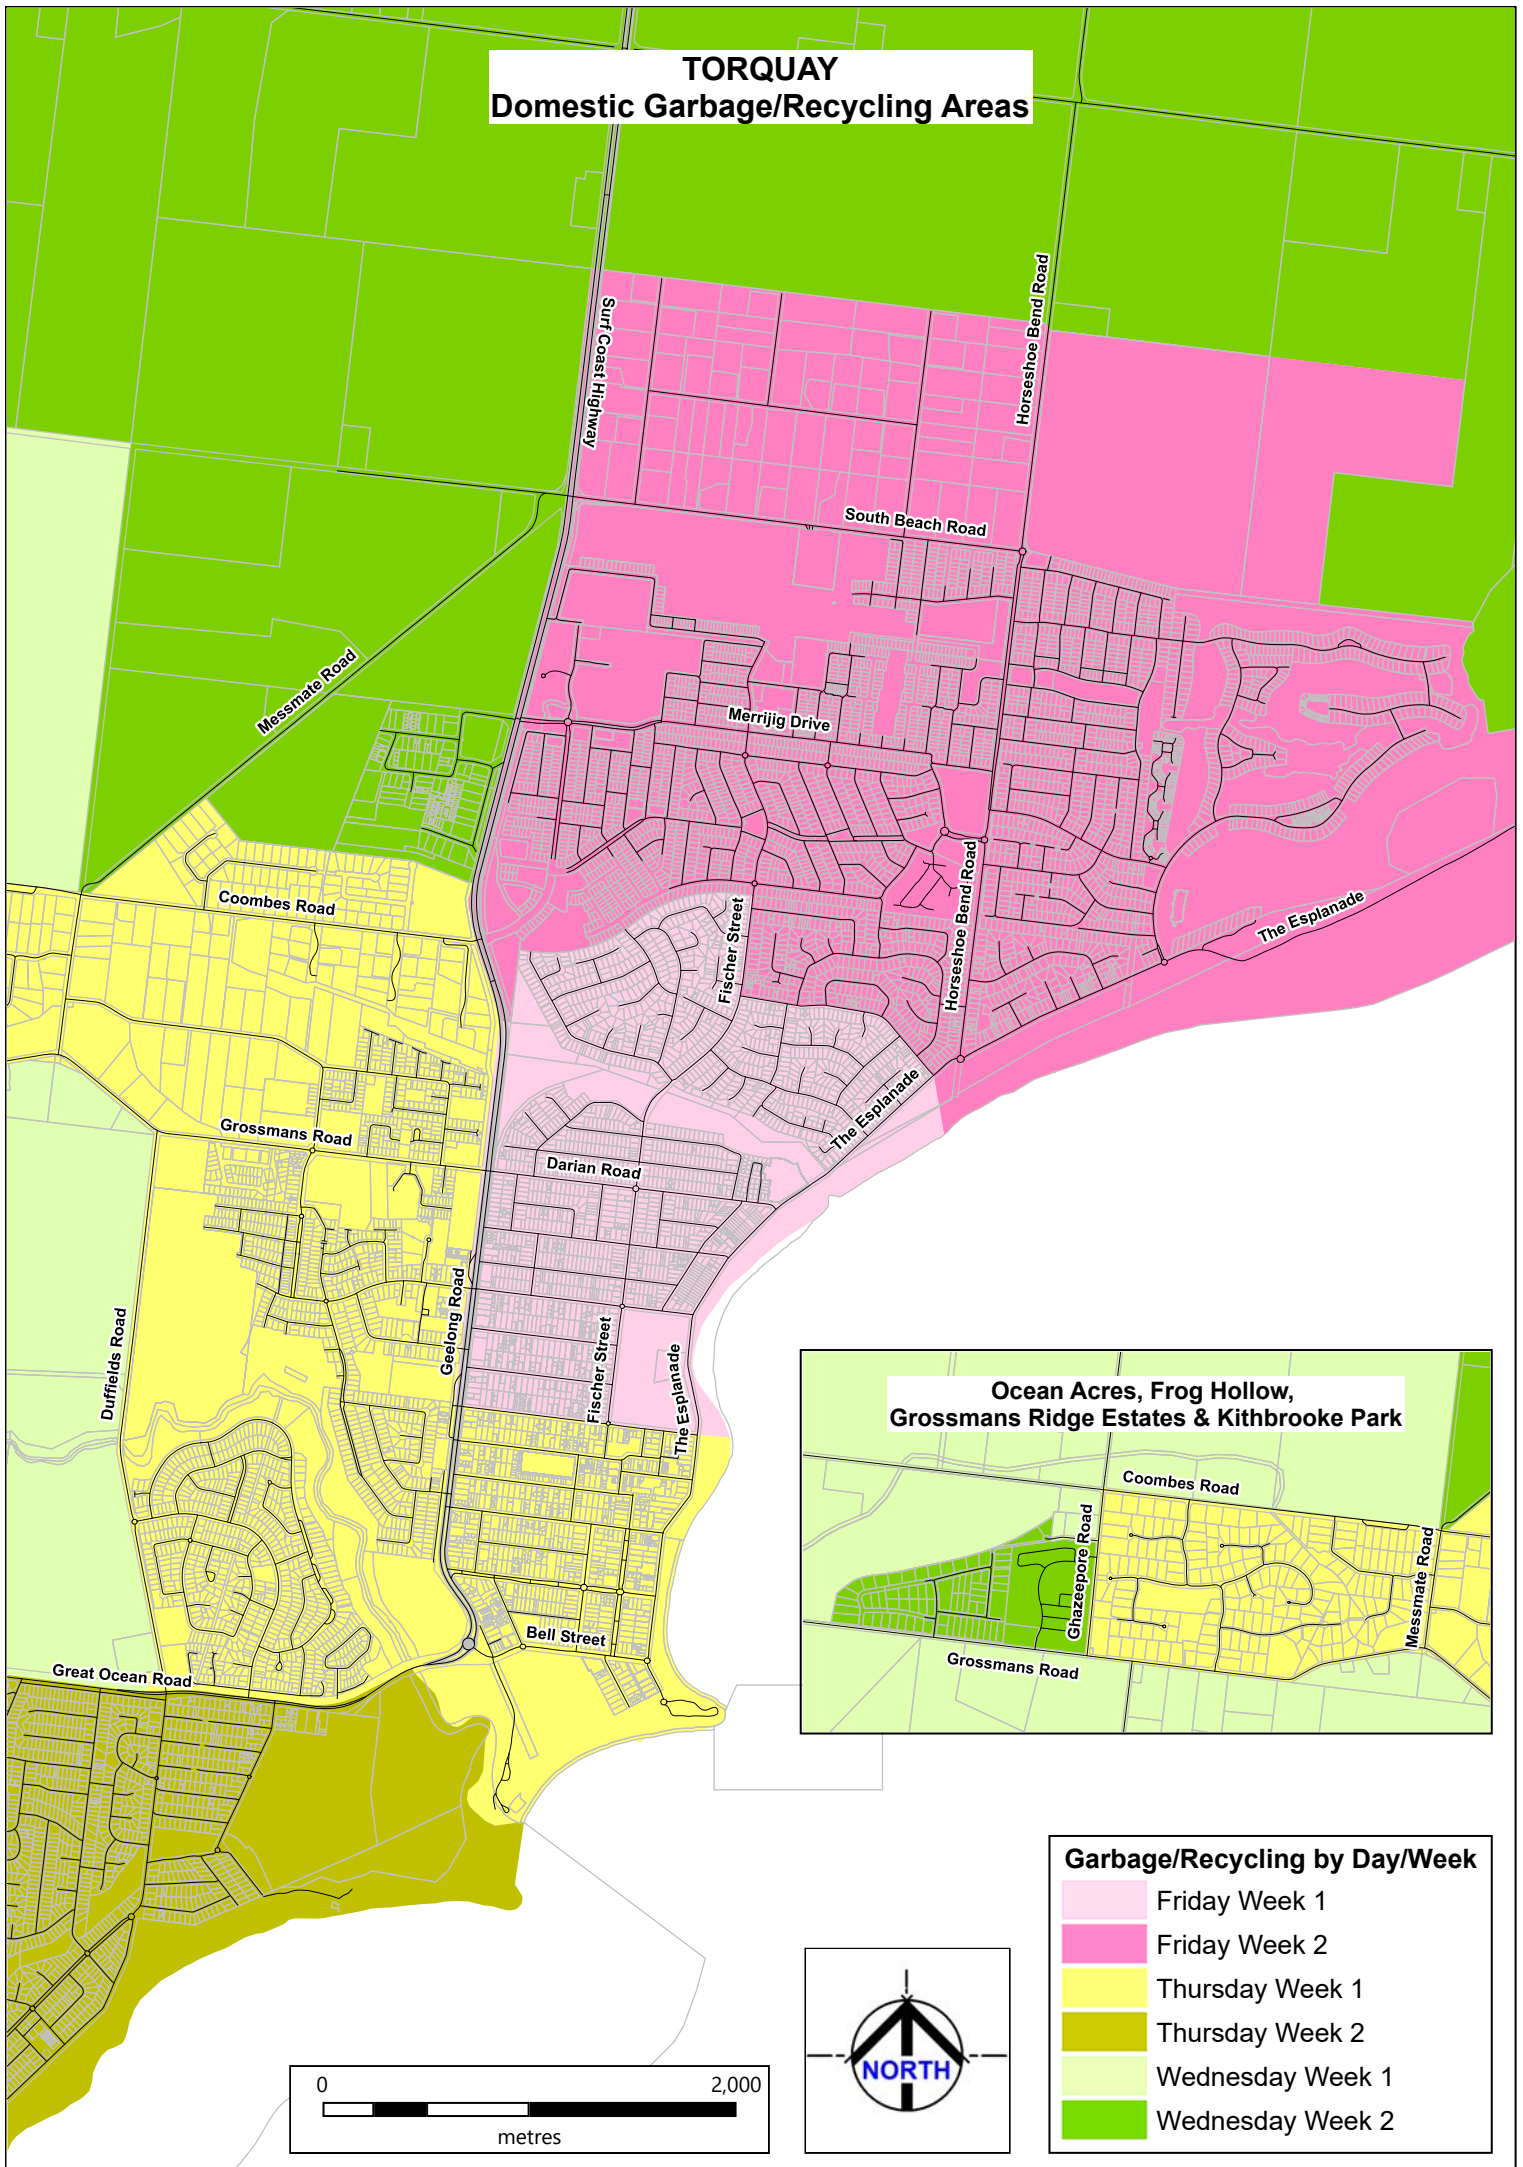 TORQUAY
Domestic Garbage/Recycling Areas
Surf Coast Highway
Horseshoe Bend Road
South Beach Road
Messmate Road
Merrijig Drive
Coombes Road
Fischer Street
Horseshoe Bend Road
The Esplanade
The Esplanade
Grossmans Road
Darian Road
Duffields Road
Geelong Road
Fischer Street
The Esplanade
Bell Street
Great Ocean Road
Ocean Acres, Frog Hollow,
Grossmans Ridge Estates & Kithbrooke Park
Coombes Road
Ghazeepore Road
Messmate Road
Grossmans Road
Garbage/Recycling by Day/Week
Friday Week 1
Friday Week 2
Thursday Week 1
Thursday Week 2
Wednesday Week 1
Wednesday Week 2
NORTH
0 2,000
metres